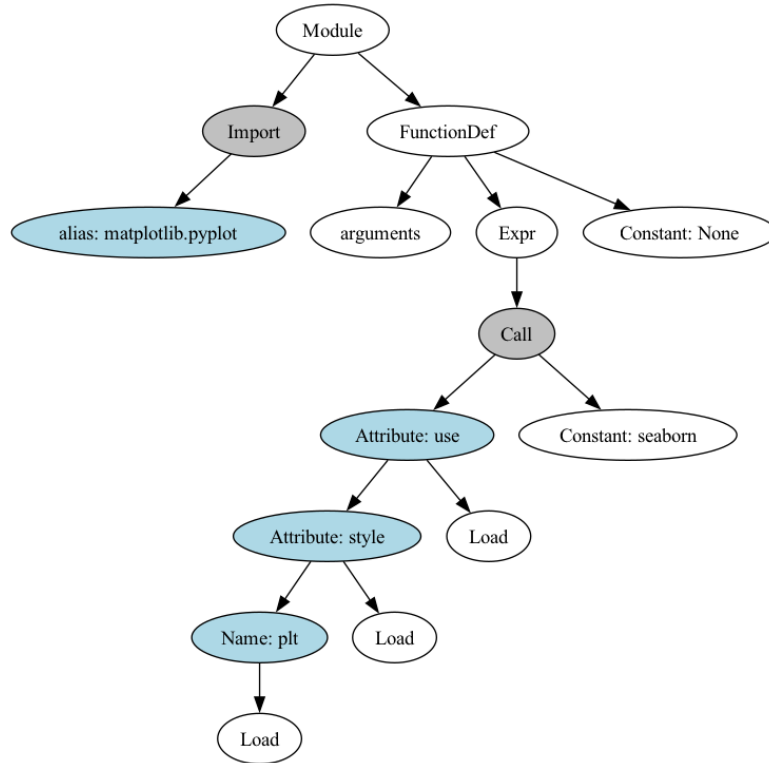 Module
Import
FunctionDef
alias: matplotlib.pyplot
arguments
Expr
Constant: None
Call
Attribute: use
Constant: seaborn
Attribute: style
Load
Name: plt
Load
Load